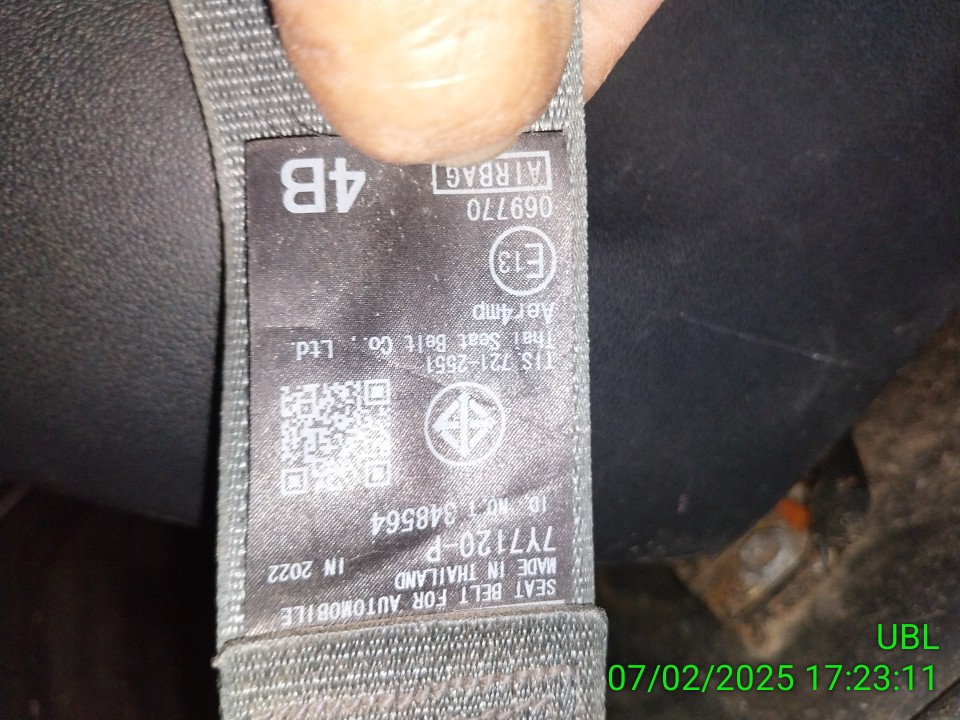 SEAT BELT FOR AUTOMOBILE
MADE IN THAILAND IN 2022
7Y7120-P
ID. NO.T 348564
TIS 721-2551
Thai Seat Belt Co., Ltd.
Aer4mp
E13
069770
AIRBAG 4B
UBL
07/02/2025 17:23:11